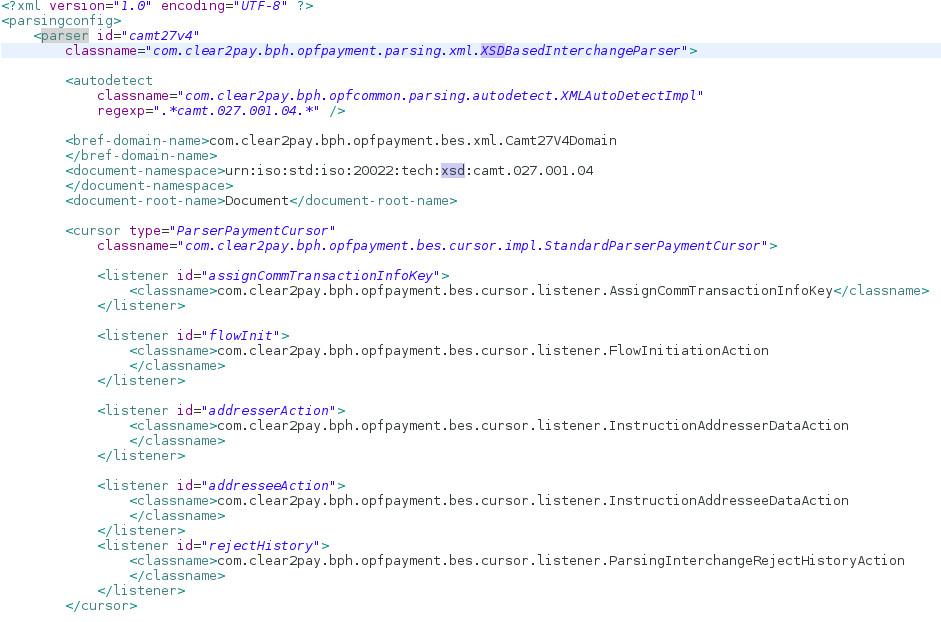 <?xml version="1.0" encoding="UTF-8" ?>
<parsingconfig>
    <parser id="camt27v4"
        classname="com.clear2pay.bph.opfpayment.parsing.xml.XSDBasedInterchangeParser">

        <autodetect
            classname="com.clear2pay.bph.opfcommon.parsing.autodetect.XMLAutoDetectImpl"
            regexp=".*camt.027.001.04.*" />

        <bref-domain-name>com.clear2pay.bph.opfpayment.bes.xml.Camt27V4Domain
        </bref-domain-name>
        <document-namespace>urn:iso:std:iso:20022:tech:xsd:camt.027.001.04
        </document-namespace>
        <document-root-name>Document</document-root-name>

        <cursor type="ParserPaymentCursor"
            classname="com.clear2pay.bph.opfpayment.bes.cursor.impl.StandardParserPaymentCursor">

            <listener id="assignCommTransactionInfoKey">
                <classname>com.clear2pay.bph.opfpayment.bes.cursor.listener.AssignCommTransactionInfoKey</classname>
            </listener>

            <listener id="flowInit">
                <classname>com.clear2pay.bph.opfpayment.bes.cursor.listener.FlowInitiationAction
                </classname>
            </listener>

            <listener id="addresserAction">
                <classname>com.clear2pay.bph.opfpayment.bes.cursor.listener.InstructionAddresserDataAction
                </classname>
            </listener>

            <listener id="addresseeAction">
                <classname>com.clear2pay.bph.opfpayment.bes.cursor.listener.InstructionAddresseeDataAction
                </classname>
            </listener>
            <listener id="rejectHistory">
                <classname>com.clear2pay.bph.opfpayment.bes.cursor.listener.ParsingInterchangeRejectHistoryAction
                </classname>
            </listener>
        </cursor>